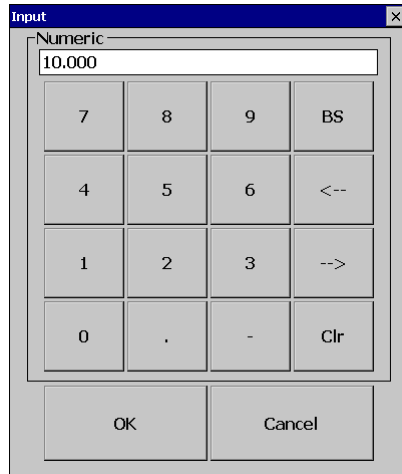 Input
Numeric
10.000
7 8 9 BS
4 5 6 <--
1 2 3 -->
0 . - Clr
OK Cancel